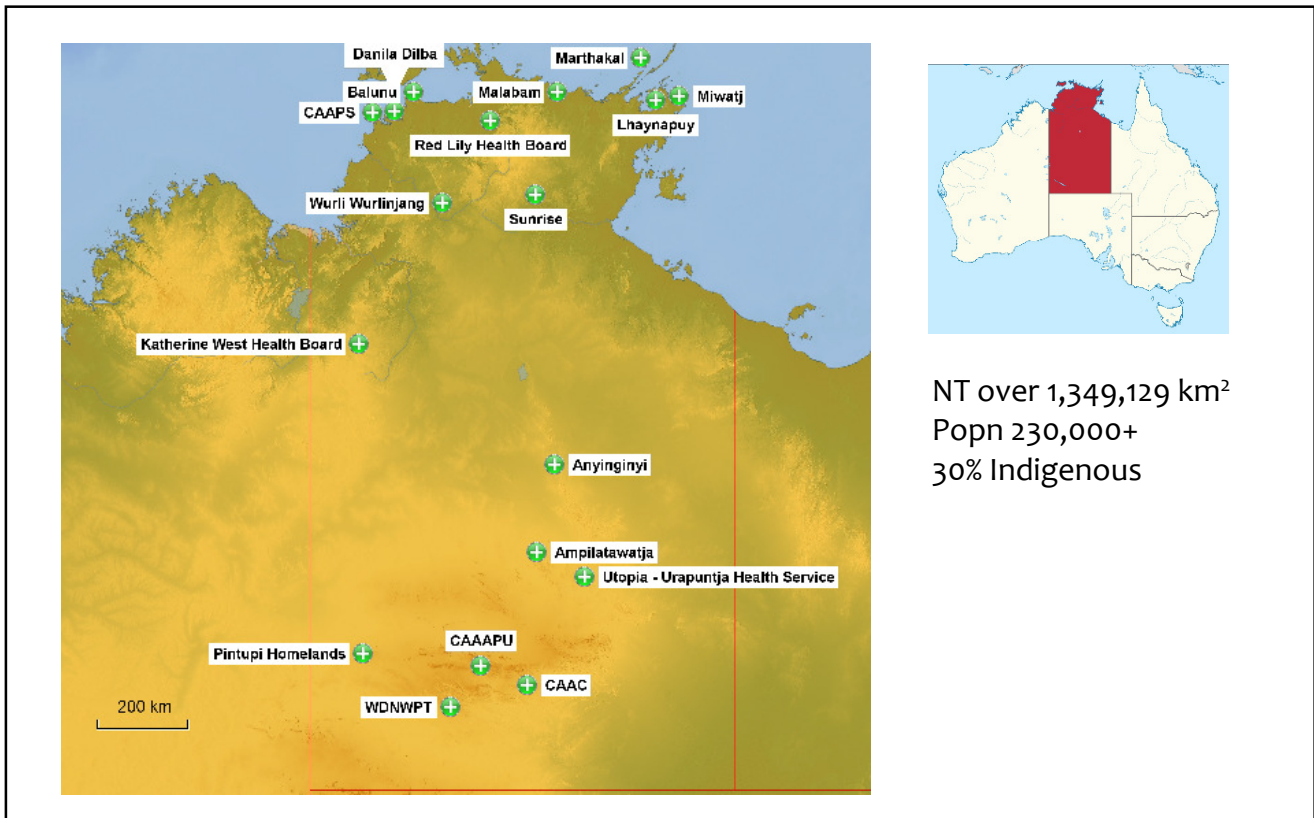 Danila Dilba
Marthakal
Balunu
Malabam
Miwatj
CAAPS
Lhaynapuy
Red Lily Health Board
Wurli Wurlinjang
Sunrise
Katherine West Health Board
Anyinginyi
Ampilatawatja
Utopia - Urapuntja Health Service
CAAAPU
Pintupi Homelands
CAAC
WDNWPT
200 km
NT over 1,349,129 km²
Popn 230,000+
30% Indigenous